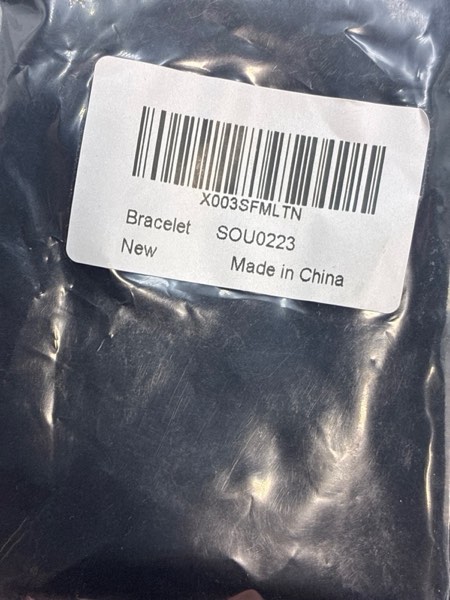 X003SFMLTN
Bracelet SOU0223
New
Made in China